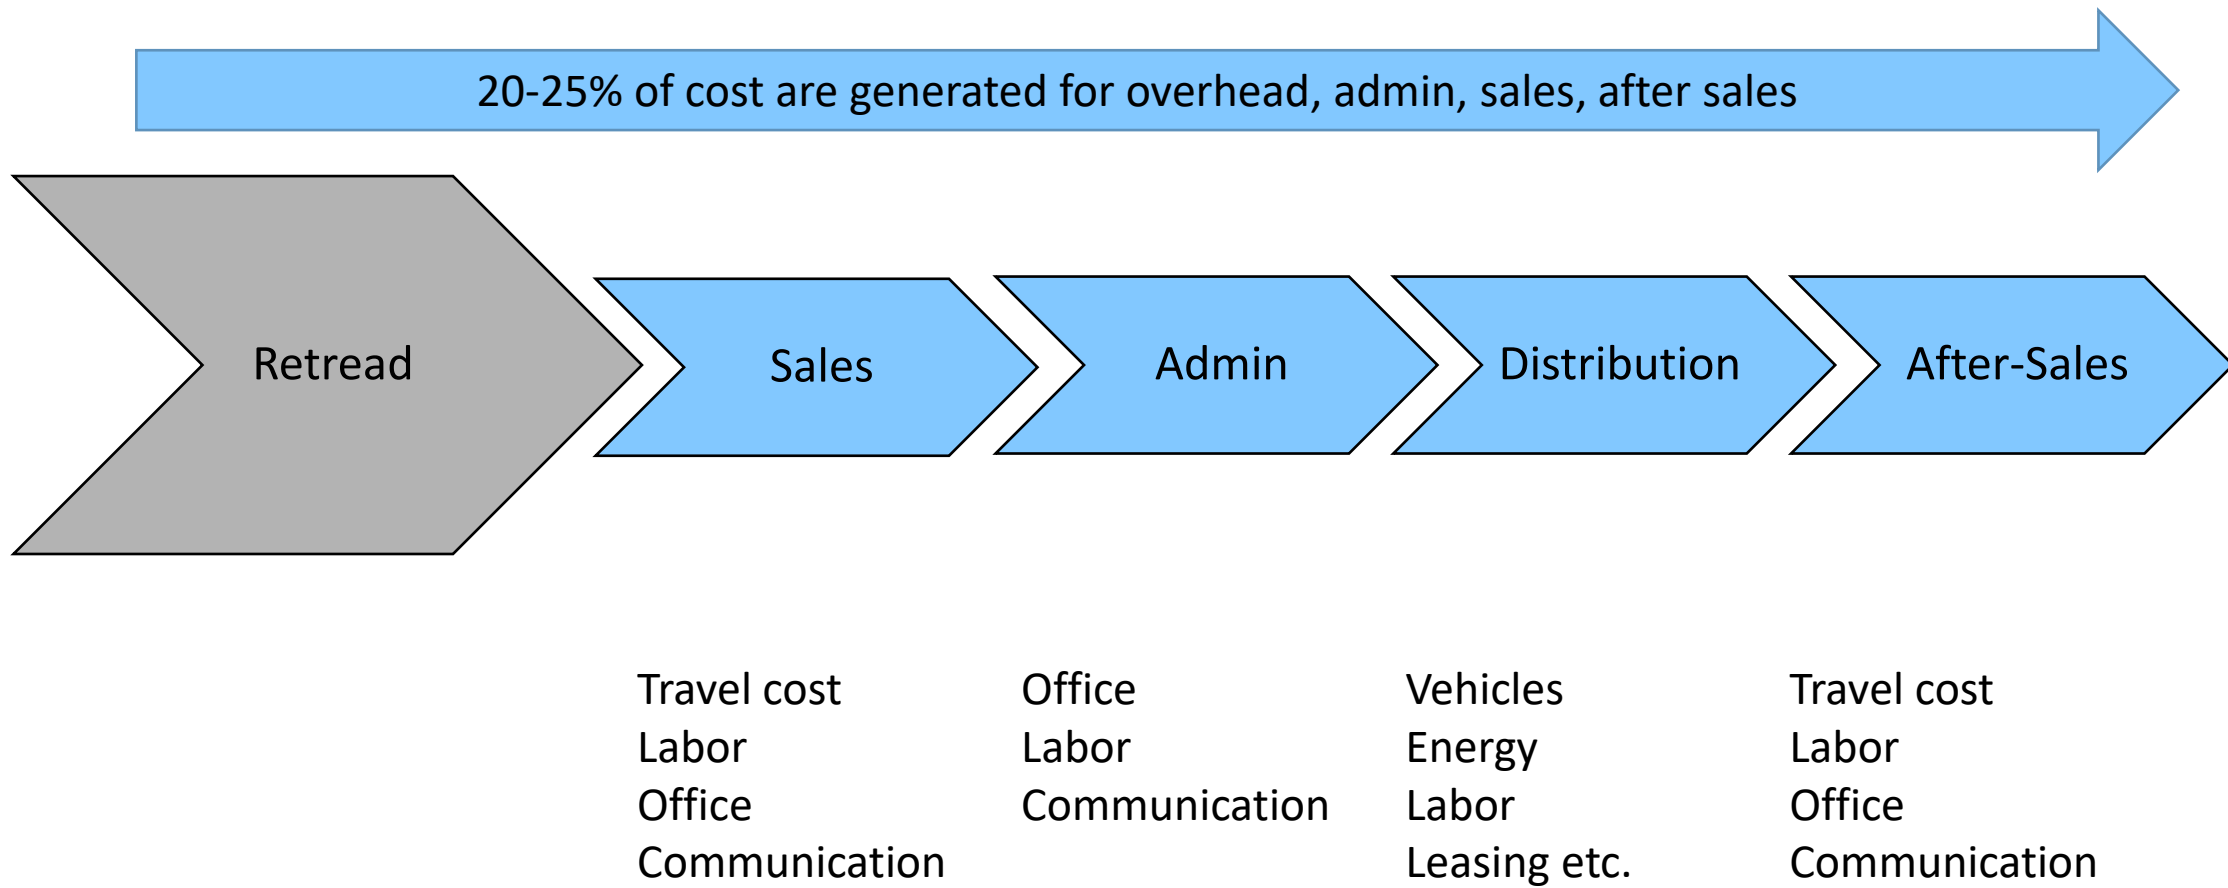 20-25% of cost are generated for overhead, admin, sales, after sales
Retread
Sales
Admin
Distribution
After-Sales
Travel cost
Labor
Office
Communication
Office
Labor
Communication
Vehicles
Energy
Labor
Leasing etc.
Travel cost
Labor
Office
Communication